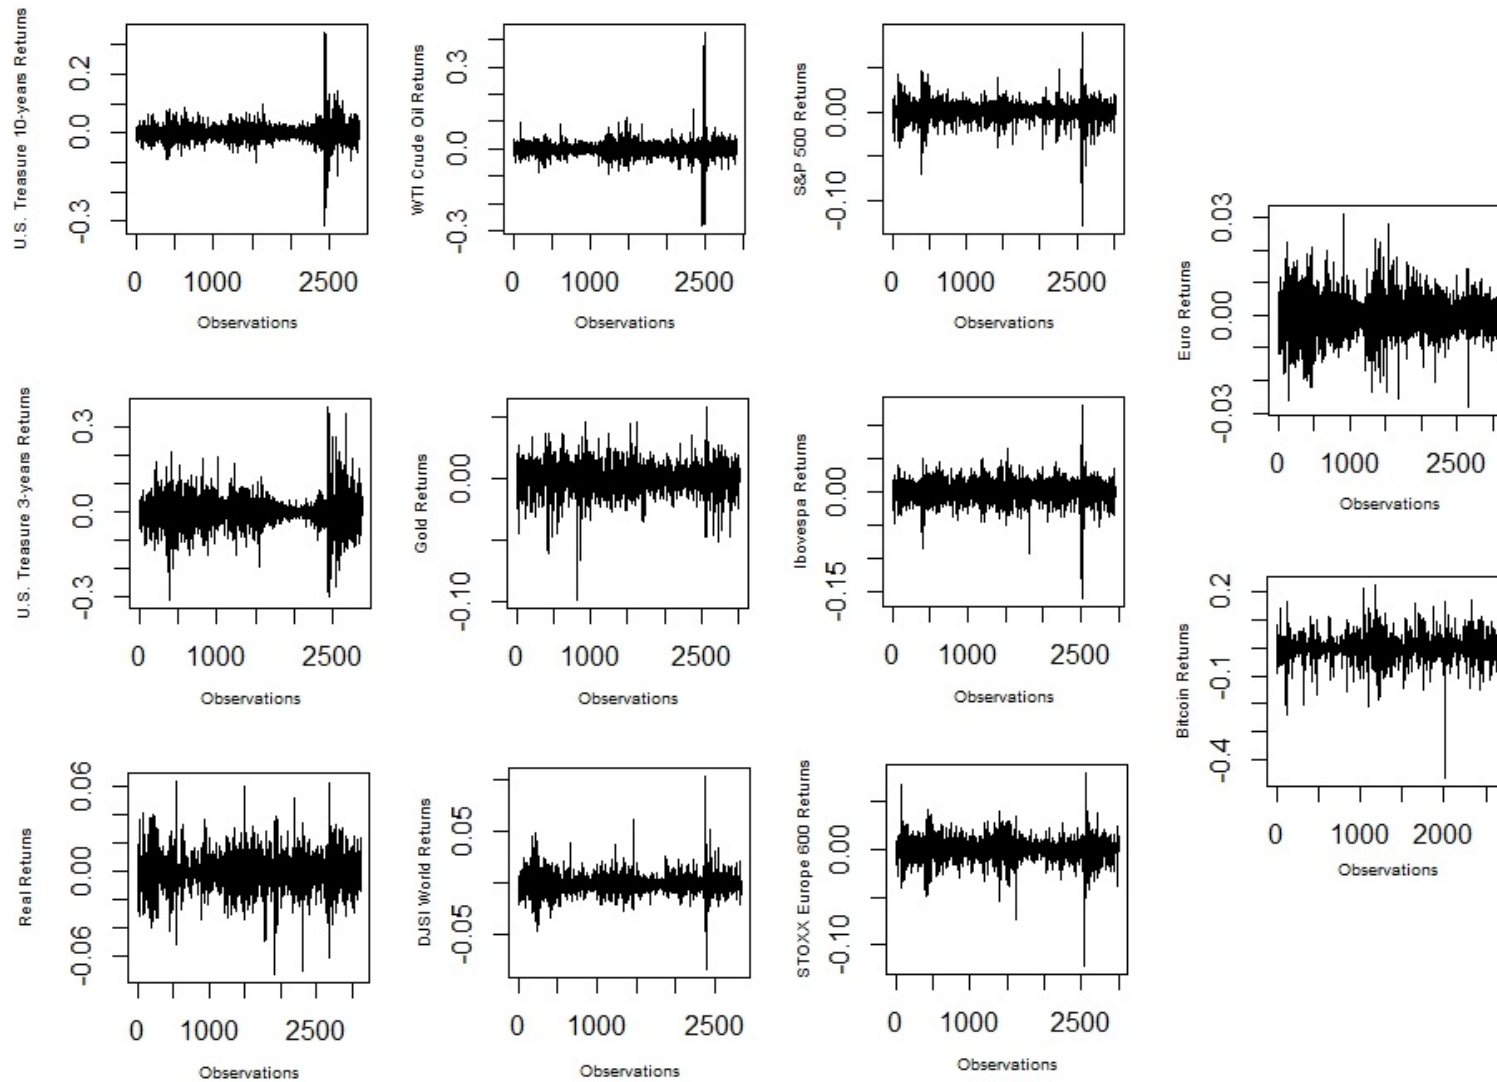 U.S. Treasure 10-years Returns
-0.3 0.0 0.2
0 1000 2500
Observations
WTI Crude Oil Returns
-0.3 0.0 0.3
0 1000 2500
Observations
S&P 500 Returns
-0.10 0.00
0 1000 2500
Observations
Euro Returns
-0.03 0.00 0.03
0 1000 2500
Observations
U.S. Treasure 3-years Returns
-0.3 0.0 0.3
0 1000 2500
Observations
Gold Returns
-0.10 0.00
0 1000 2500
Observations
Ibovespa Returns
-0.15 0.00
0 1000 2500
Observations
Bitcoin Returns
-0.4 -0.1 0.2
0 1000 2000
Observations
Real Returns
-0.06 0.00 0.06
0 1000 2500
Observations
DJSI World Returns
-0.05 0.05
0 1000 2500
Observations
STOXX Europe 600 Returns
-0.10 0.00
0 1000 2500
Observations